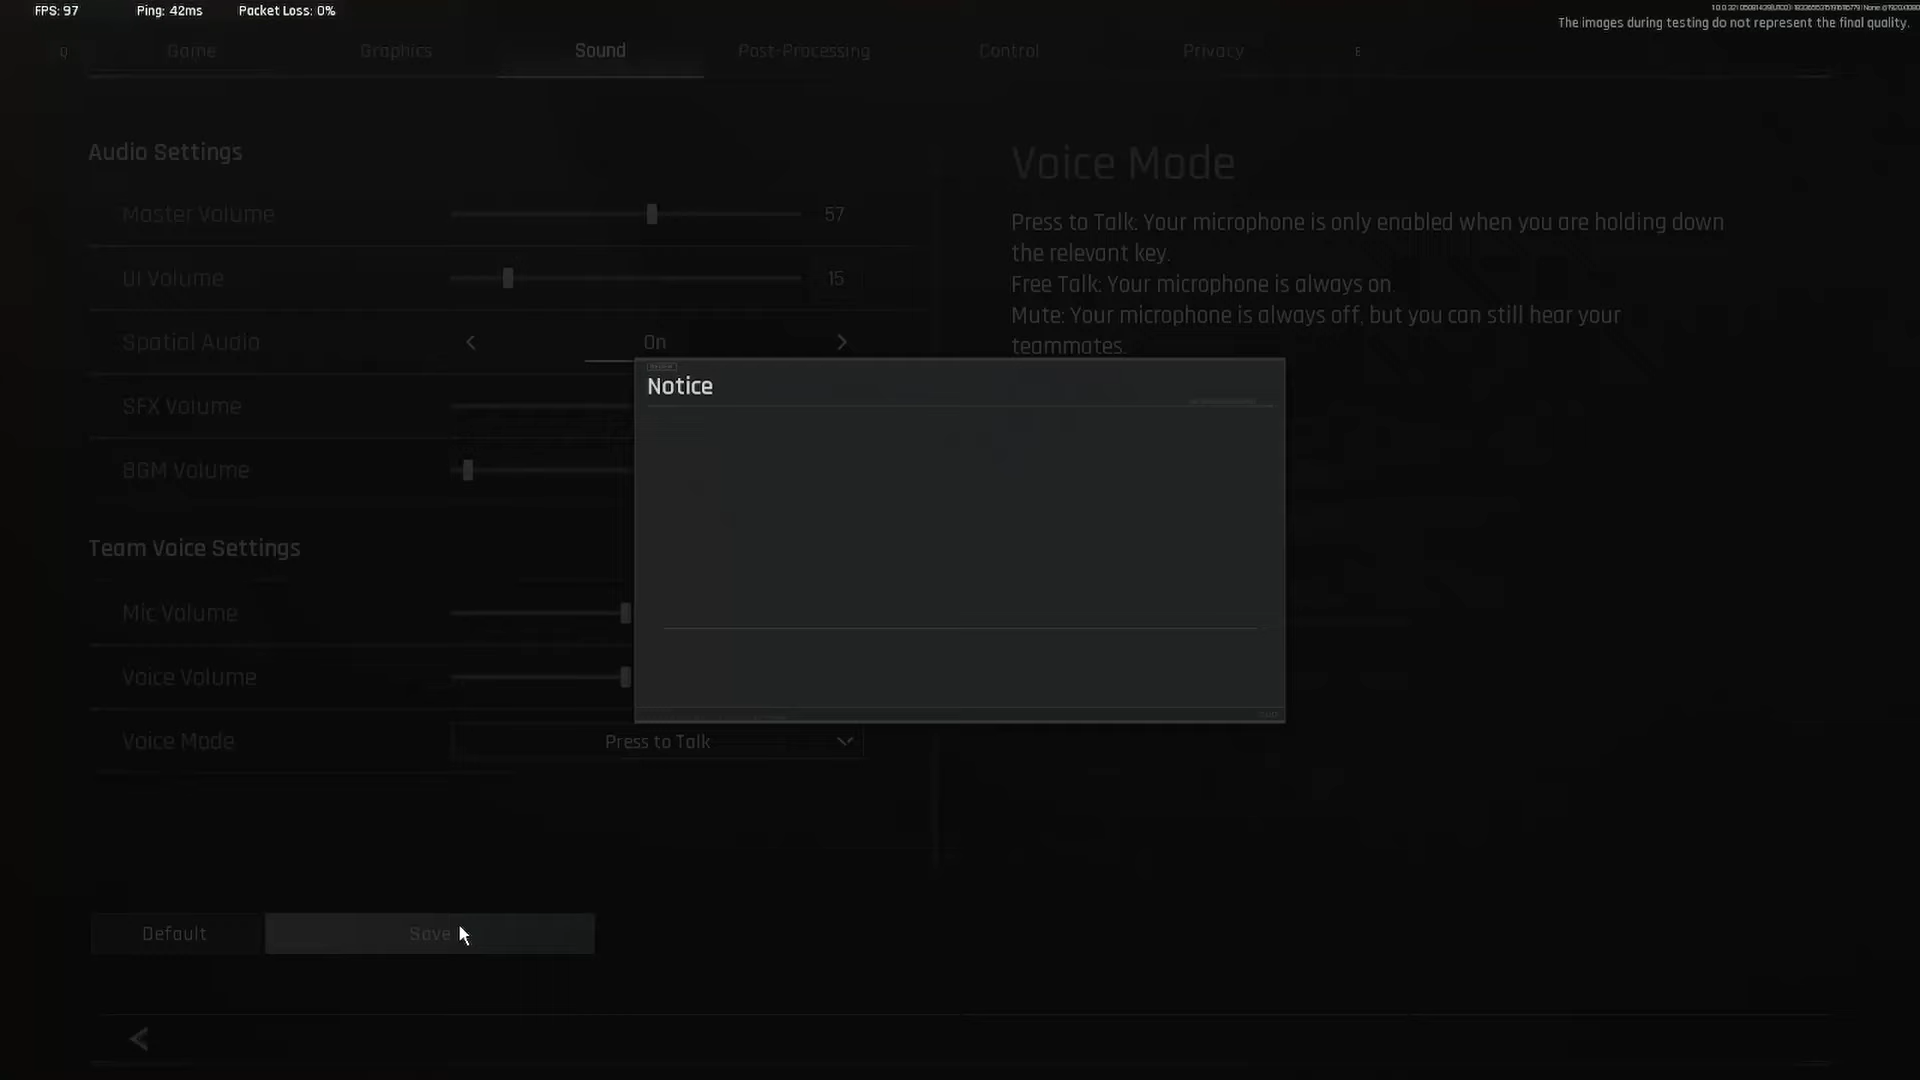 FPS: 97
Ping: 42ms
Packet Loss: 0%
The images during testing do not represent the final quality.
Q
Game
Graphics
Sound
Post-Processing
Control
Privacy
E
Audio Settings
Master Volume
57
UI Volume
15
Spatial Audio
On
SFX Volume
BGM Volume
Team Voice Settings
Mic Volume
Voice Volume
Voice Mode
Press to Talk
Voice Mode
Press to Talk: Your microphone is only enabled when you are holding down
the relevant key.
Free Talk: Your microphone is always on.
Mute: Your microphone is always off, but you can still hear your
teammates.
Notice
Default
Save